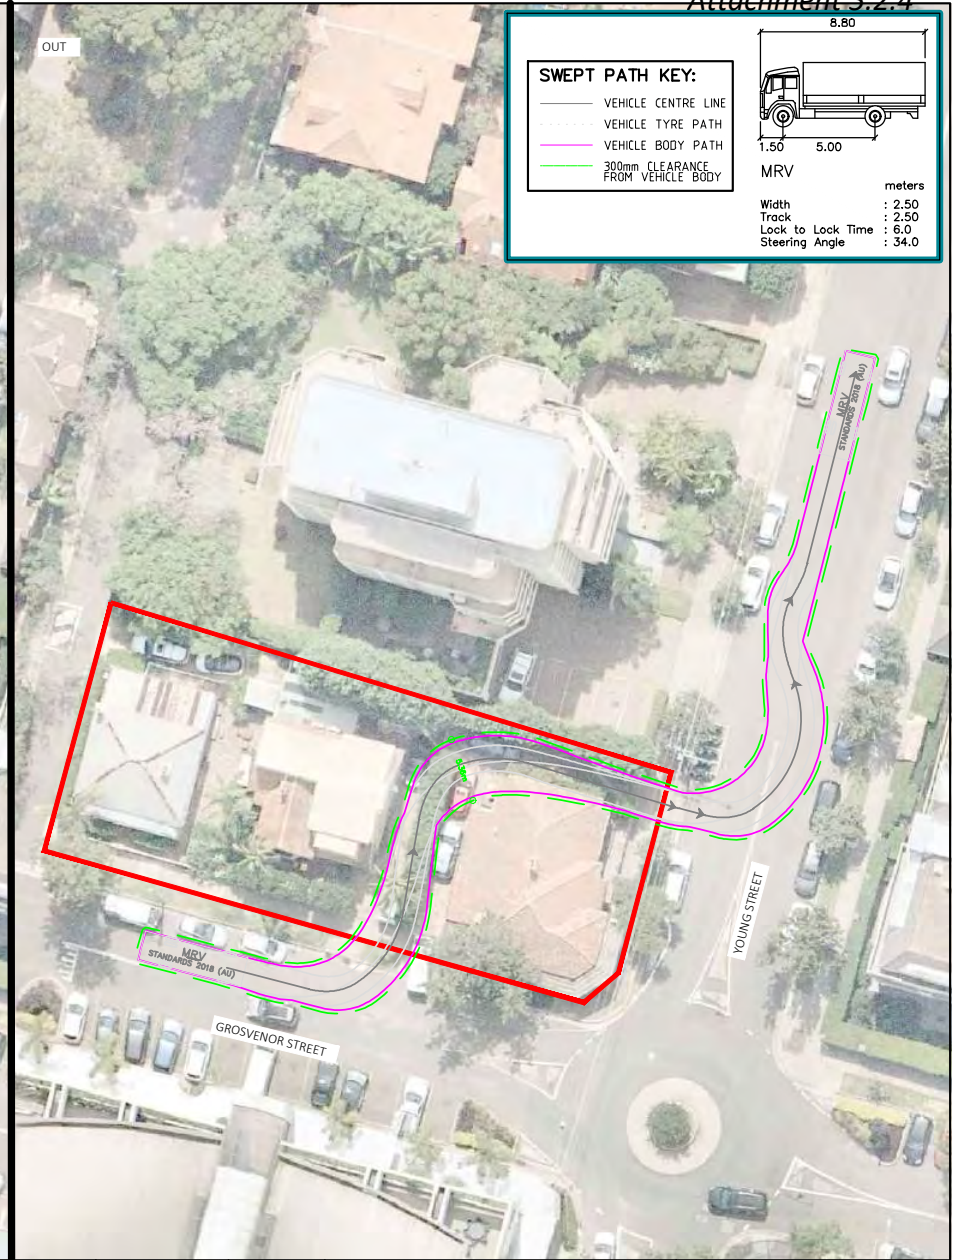 Attachment 5.2.4
OUT
8.80
SWEPT PATH KEY:
VEHICLE CENTRE LINE
VEHICLE TYRE PATH
VEHICLE BODY PATH
300mm CLEARANCE
FROM VEHICLE BODY
1.50
5.00
MRV
meters
Width : 2.50
Track : 2.50
Lock to Lock Time : 6.0
Steering Angle : 34.0
MRV
STANDARDS 2018 (AU)
YOUNG STREET
MRV
STANDARDS 2018 (AU)
GROSVENOR STREET